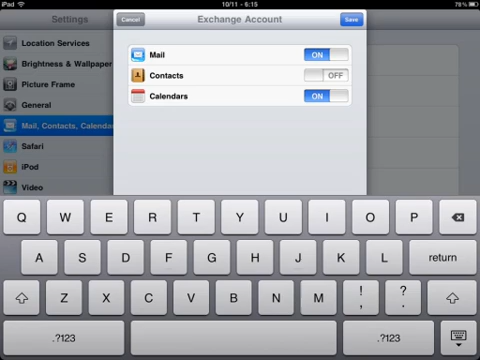 iPad 10/11 - 6:15 78%
Settings
Cancel Exchange Account Save
Location Services
Brightness & Wallpaper
Picture Frame
General
Mail, Contacts, Calendar
Safari
iPod
Video
Mail ON
Contacts OFF
Calendars ON
Q W E R T Y U I O P
A S D F G H J K L return
Z X C V B N M ! , ? .
.?123 .?123